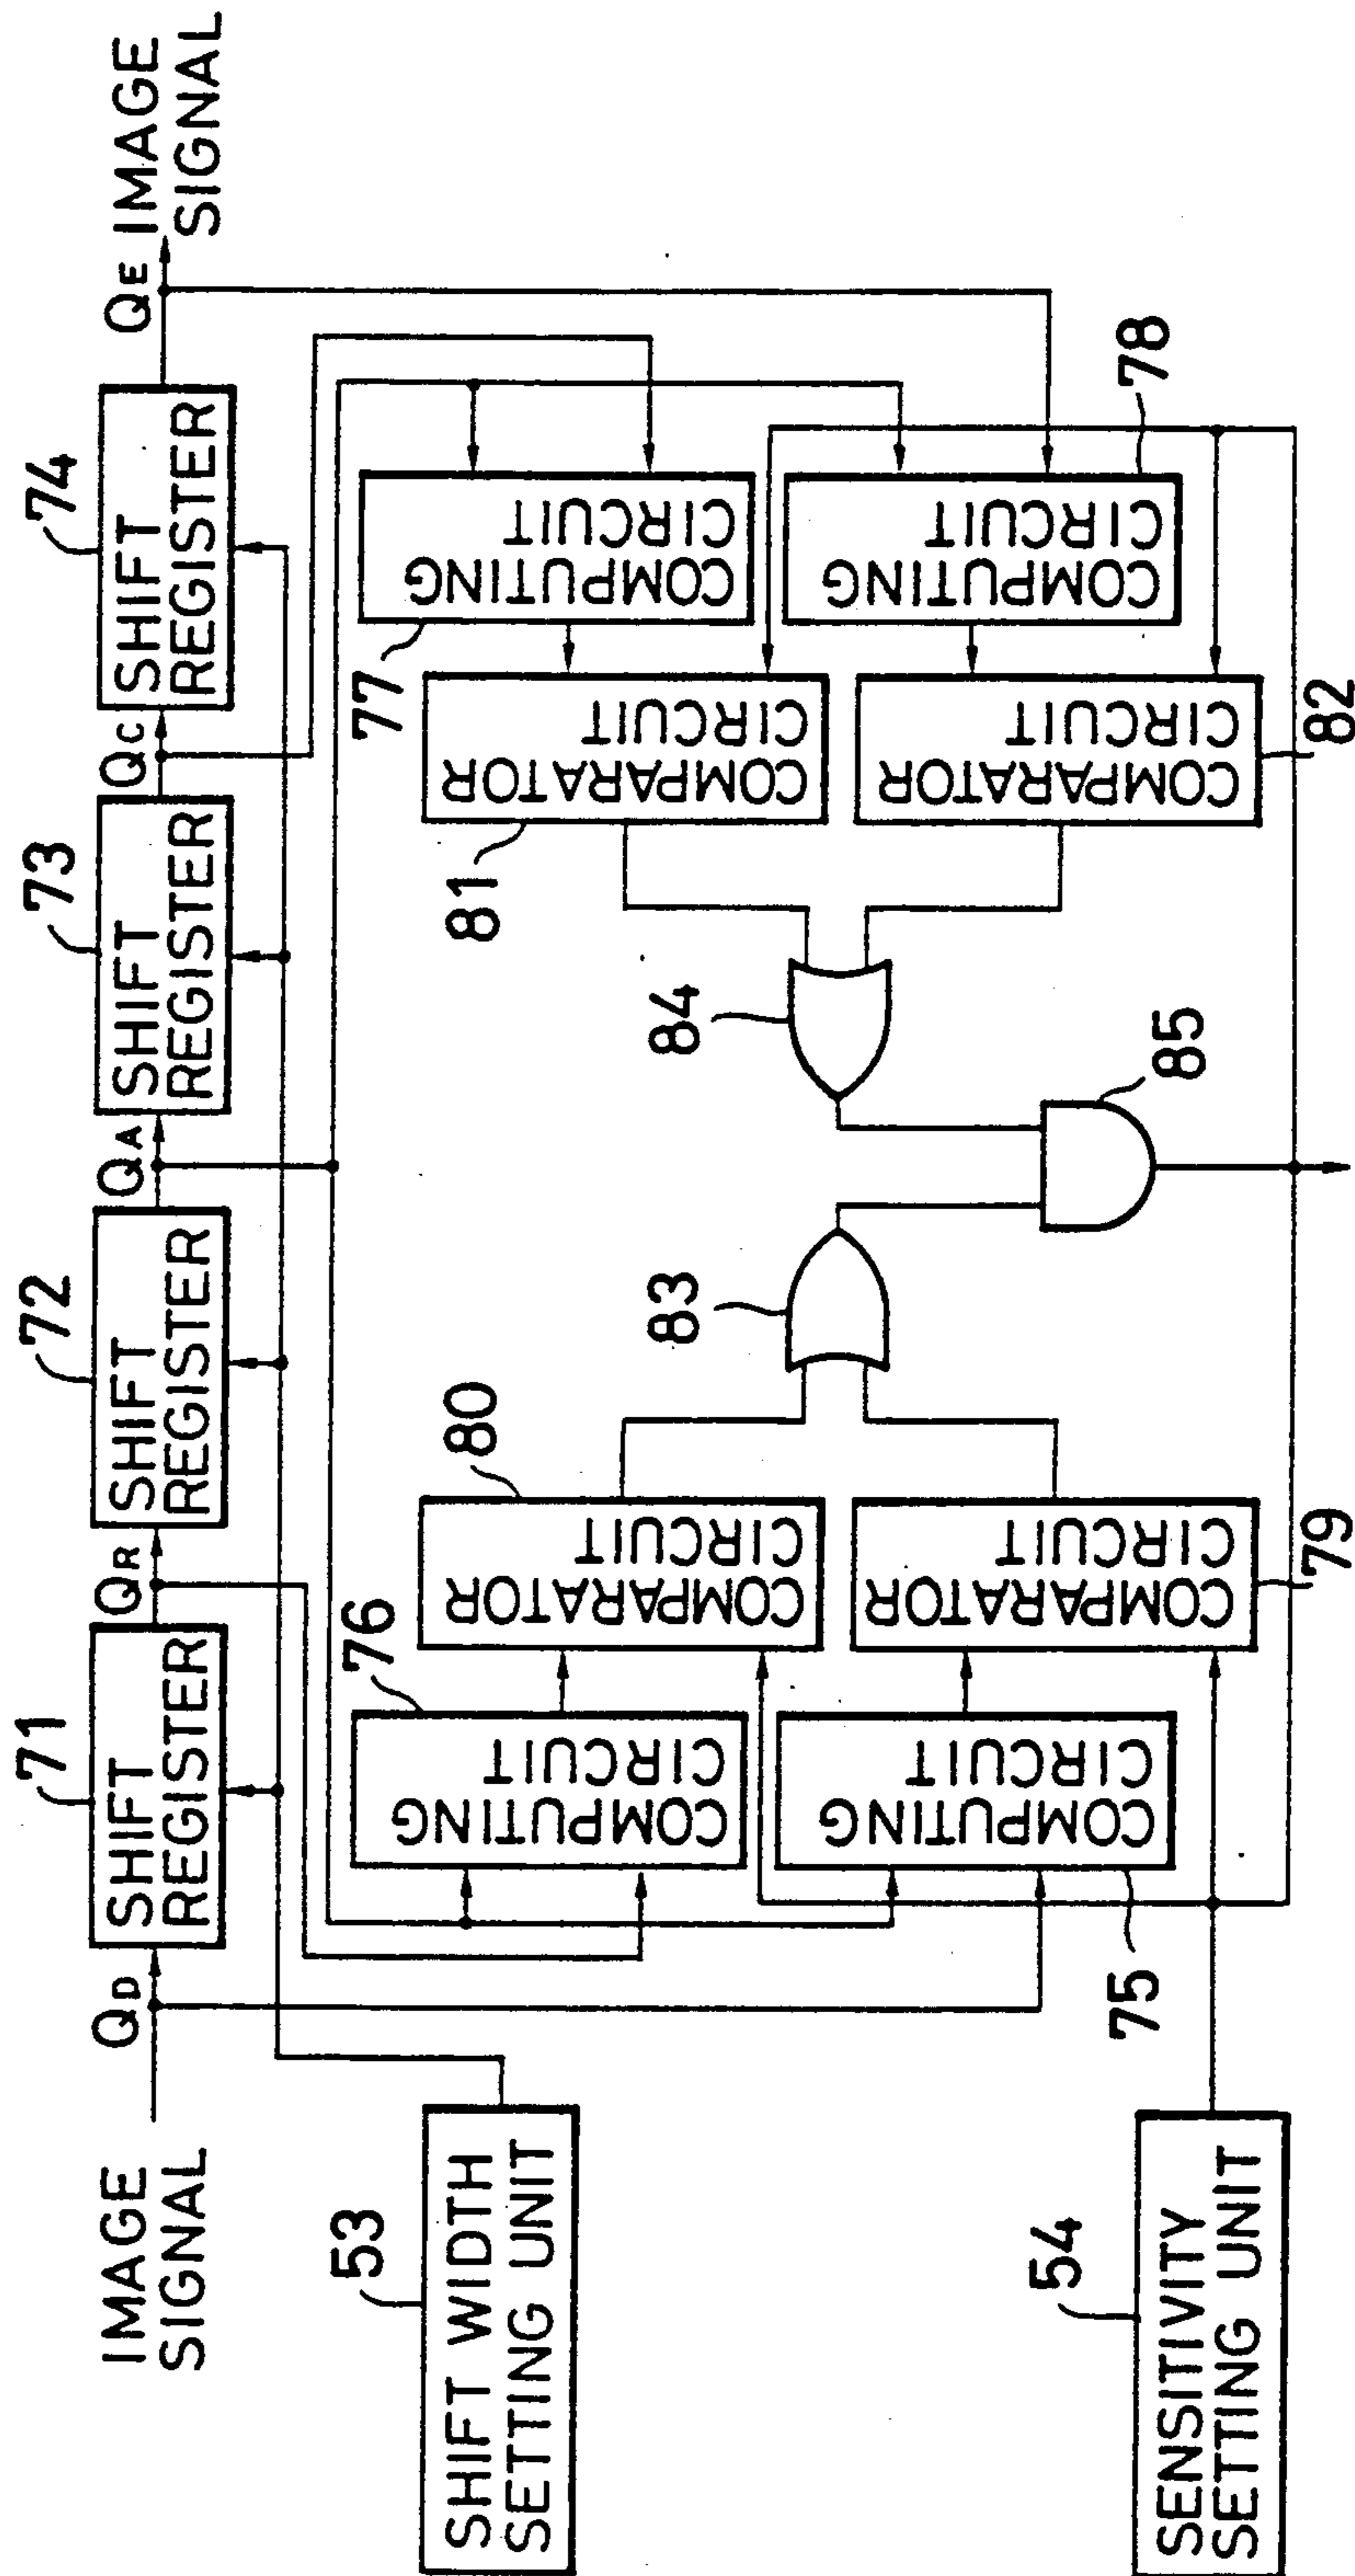 IMAGE
SIGNAL
QD
71
SHIFT
REGISTER
QR
72
SHIFT
REGISTER
QA
73
SHIFT
REGISTER
QC
74
SHIFT
REGISTER
QE
IMAGE
SIGNAL
53
SHIFT WIDTH
SETTING UNIT
76
COMPUTING
CIRCUIT
80
COMPARATOR
CIRCUIT
81
COMPARATOR
CIRCUIT
77
COMPUTING
CIRCUIT
83
84
75
COMPUTING
CIRCUIT
79
COMPARATOR
CIRCUIT
85
82
COMPARATOR
CIRCUIT
78
COMPUTING
CIRCUIT
54
SENSITIVITY
SETTING UNIT